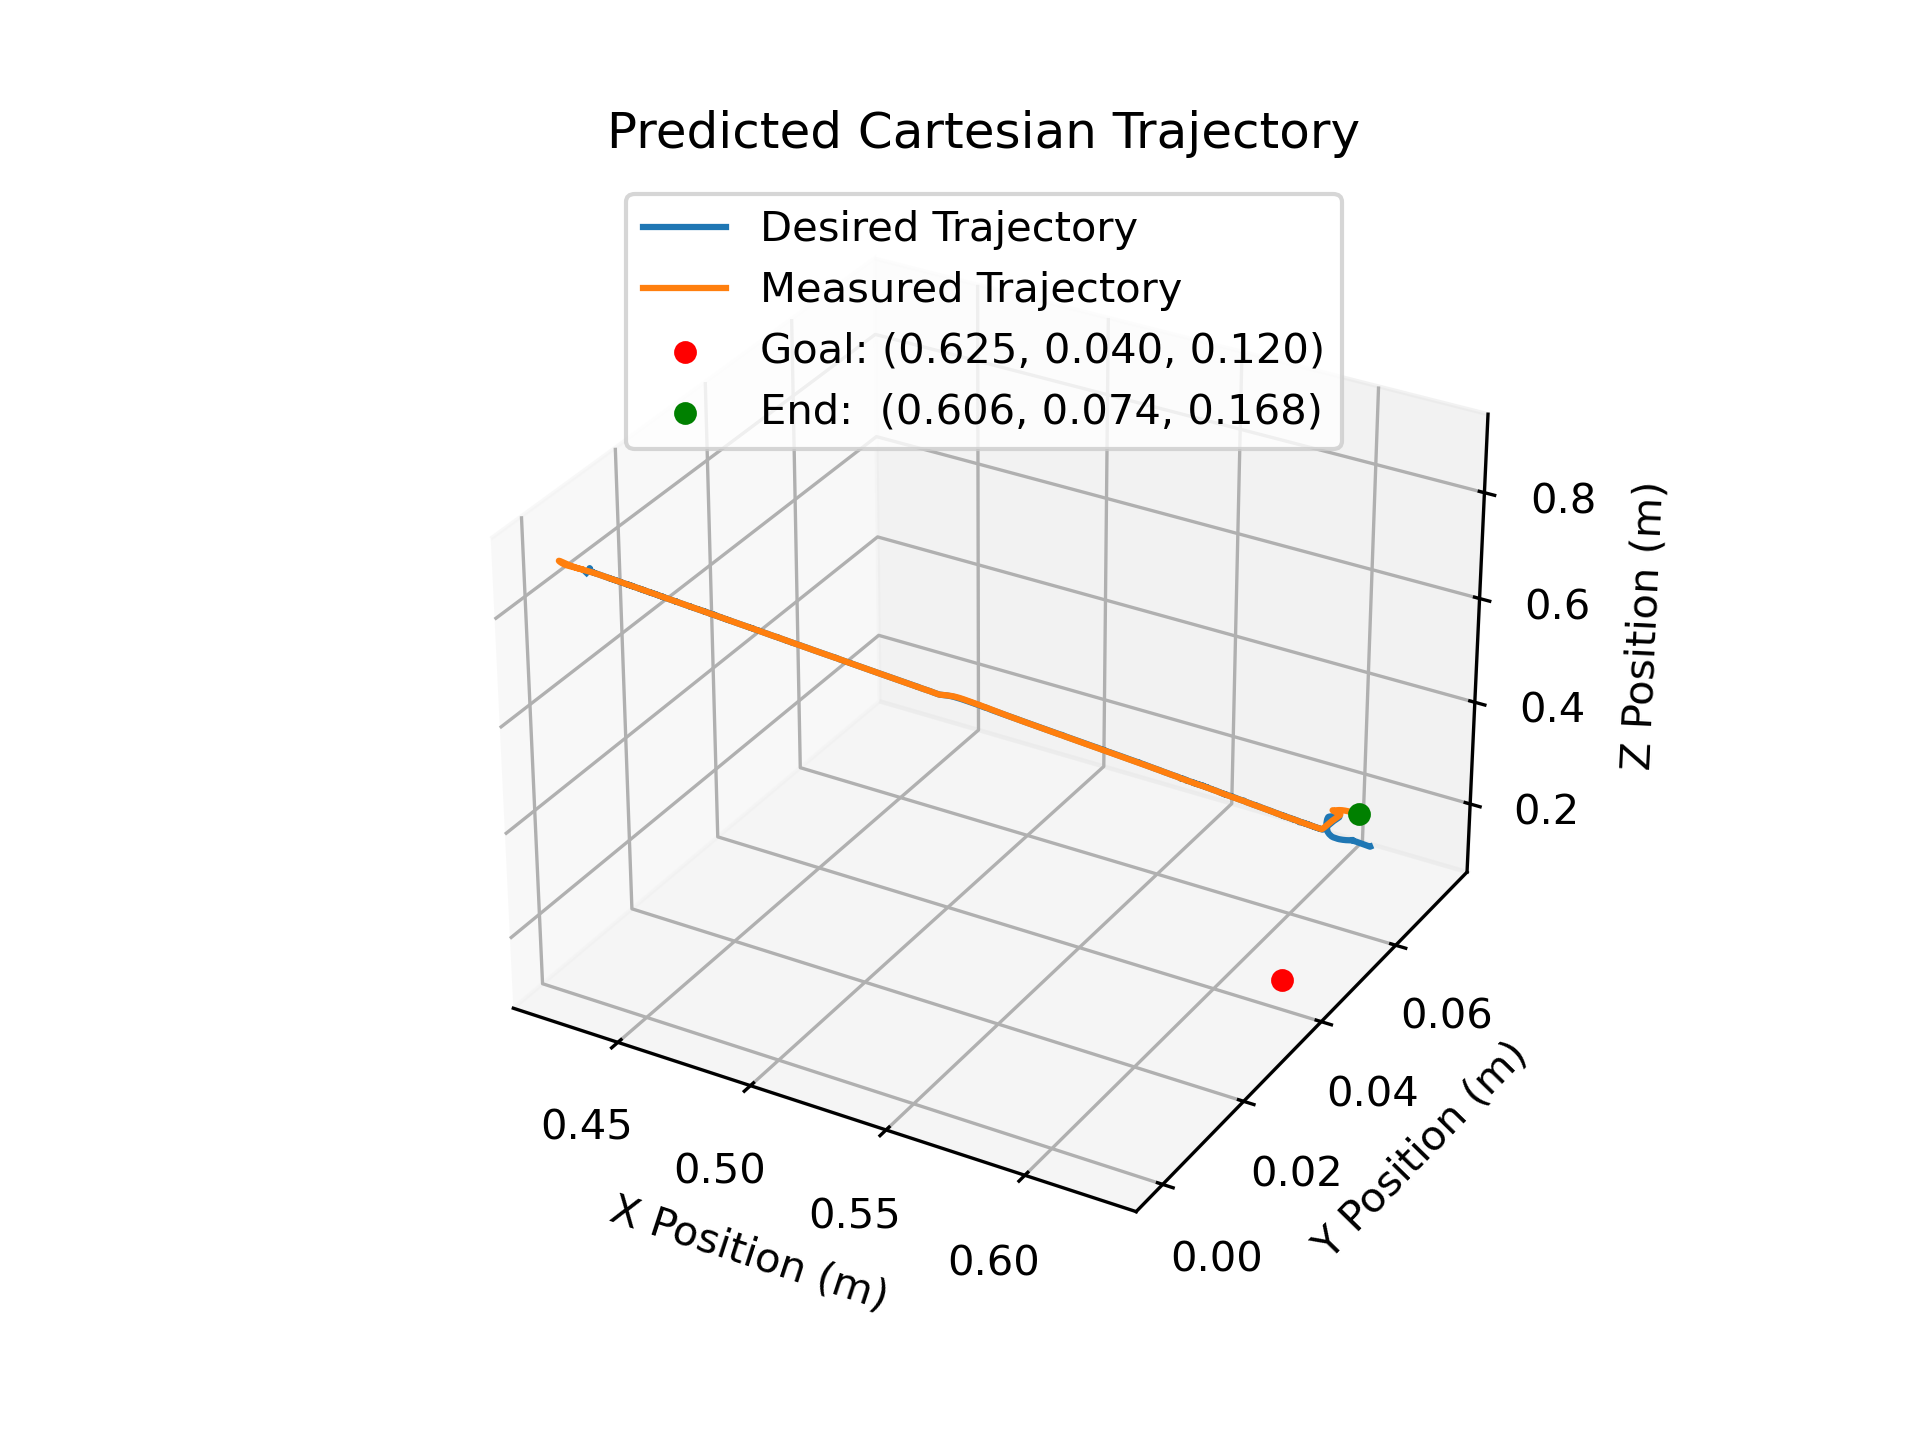 Predicted Cartesian Trajectory
Desired Trajectory
Measured Trajectory
Goal: (0.625, 0.040, 0.120)
End:  (0.606, 0.074, 0.168)
0.8
0.6
0.4
0.2
Z Position (m)
0.06
0.04
0.02
0.00
Y Position (m)
0.45
0.50
0.55
0.60
X Position (m)